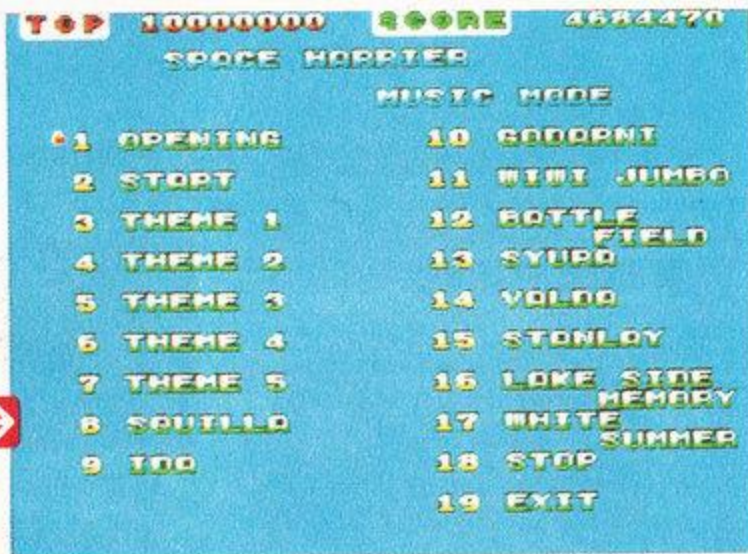 TOP 10000000 SCORE 4684470
SPACE HARRIER
MUSIC MODE
1 OPENING
2 START
3 THEME 1
4 THEME 2
5 THEME 3
6 THEME 4
7 THEME 5
8 SQUILLA
9 IDA
10 GODARNI
11 WIWI JUMBO
12 BATTLE
FIELD
13 SYURA
14 VALDA
15 STANLAY
16 LAKE SIDE
MEMORY
17 WHITE
SUMMER
18 STOP
19 EXIT